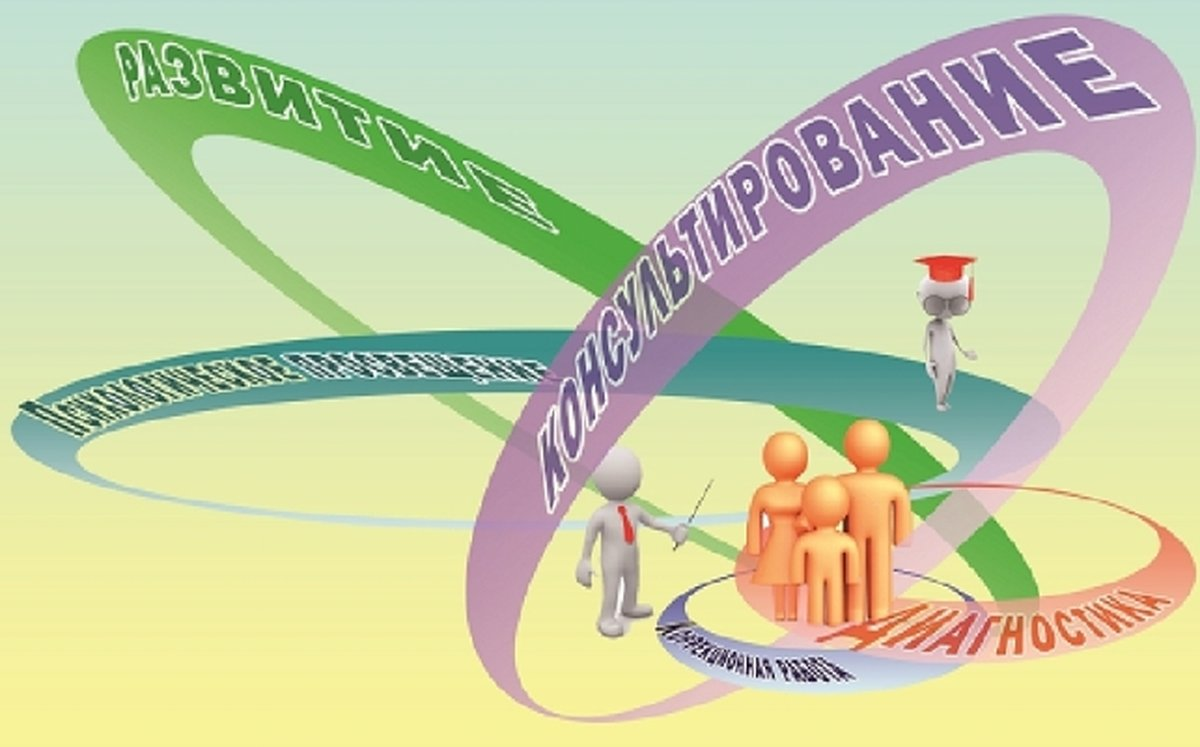 РАЗВИТИЕ
КОНСУЛЬТИРОВАНИЕ
Психологическое просвещение
ДИАГНОСТИКА
Коррекционная работа